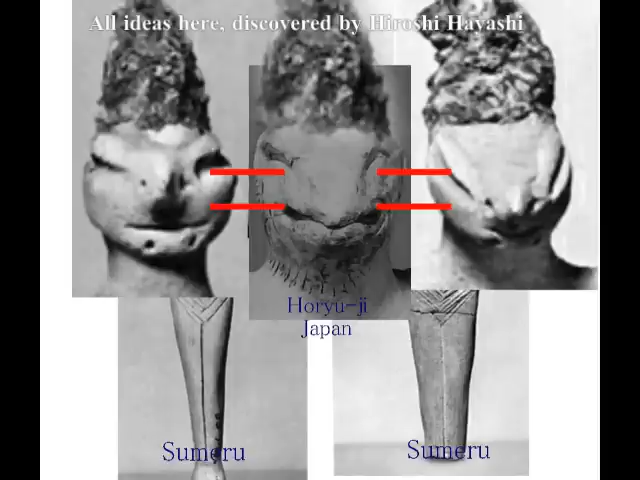 All ideas here, discovered by Hiroshi Hayashi
Horyu-ji
Japan
Sumeru
Sumeru